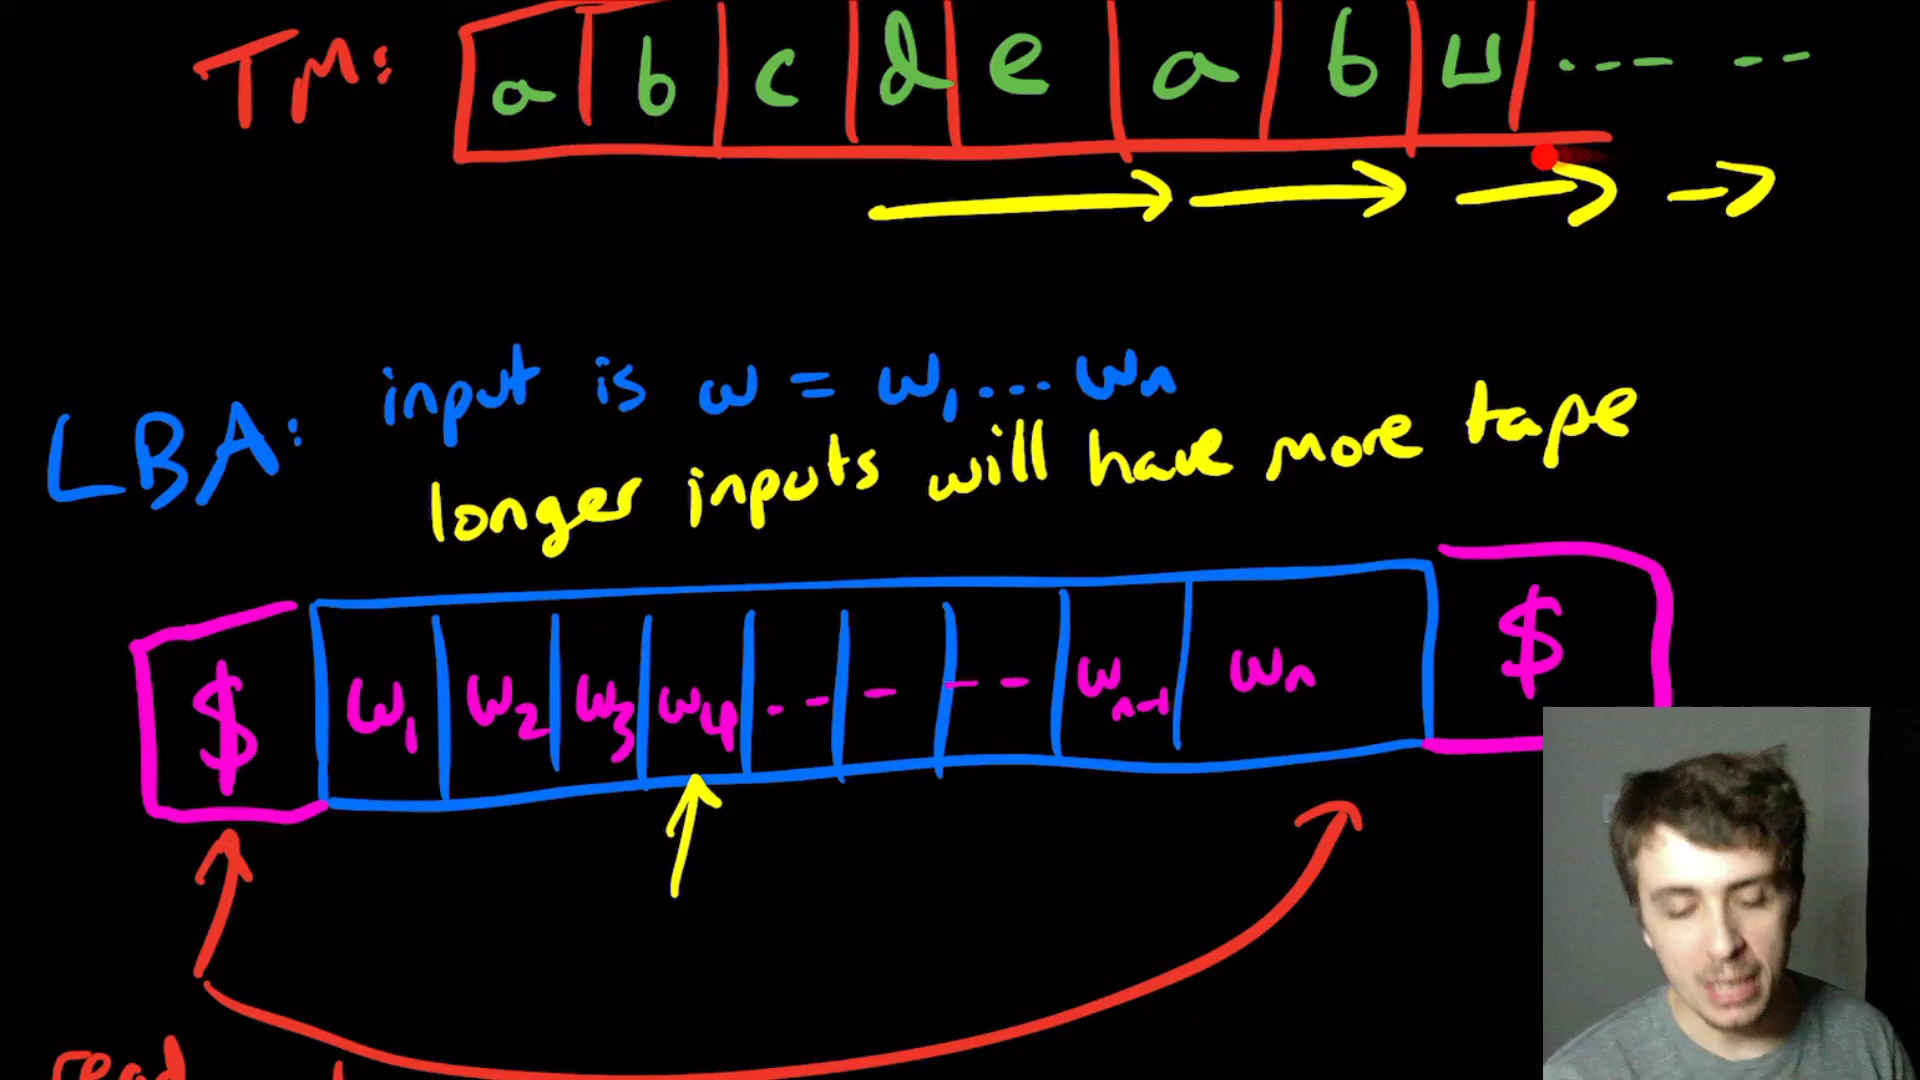 TM: a b c d e a b ⊔ --- --
LBA: input is w = w₁ ... wₙ
longer inputs will have more tape
$ w₁ w₂ w₃ w₄ -- - -- wₙ₋₁ wₙ $
read